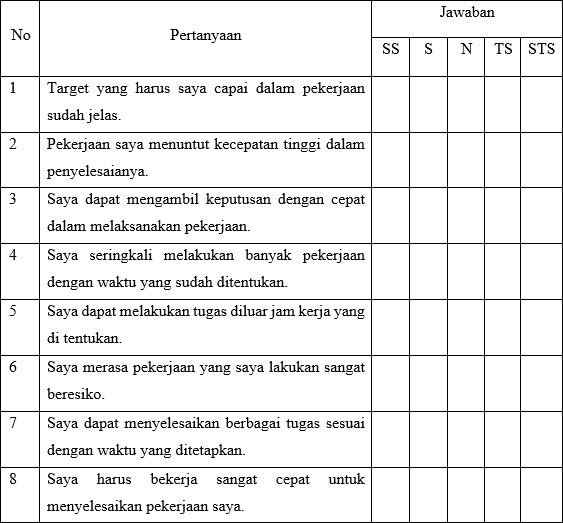 No Pertanyaan Jawaban
SS S N TS STS
1 Target yang harus saya capai dalam pekerjaan
sudah jelas.
2 Pekerjaan saya menuntut kecepatan tinggi dalam
penyelesaianya.
3 Saya dapat mengambil keputusan dengan cepat
dalam melaksanakan pekerjaan.
4 Saya seringkali melakukan banyak pekerjaan
dengan waktu yang sudah ditentukan.
5 Saya dapat melakukan tugas diluar jam kerja yang
di tentukan.
6 Saya merasa pekerjaan yang saya lakukan sangat
beresiko.
7 Saya dapat menyelesaikan berbagai tugas sesuai
dengan waktu yang ditetapkan.
8 Saya harus bekerja sangat cepat untuk
menyelesaikan pekerjaan saya.